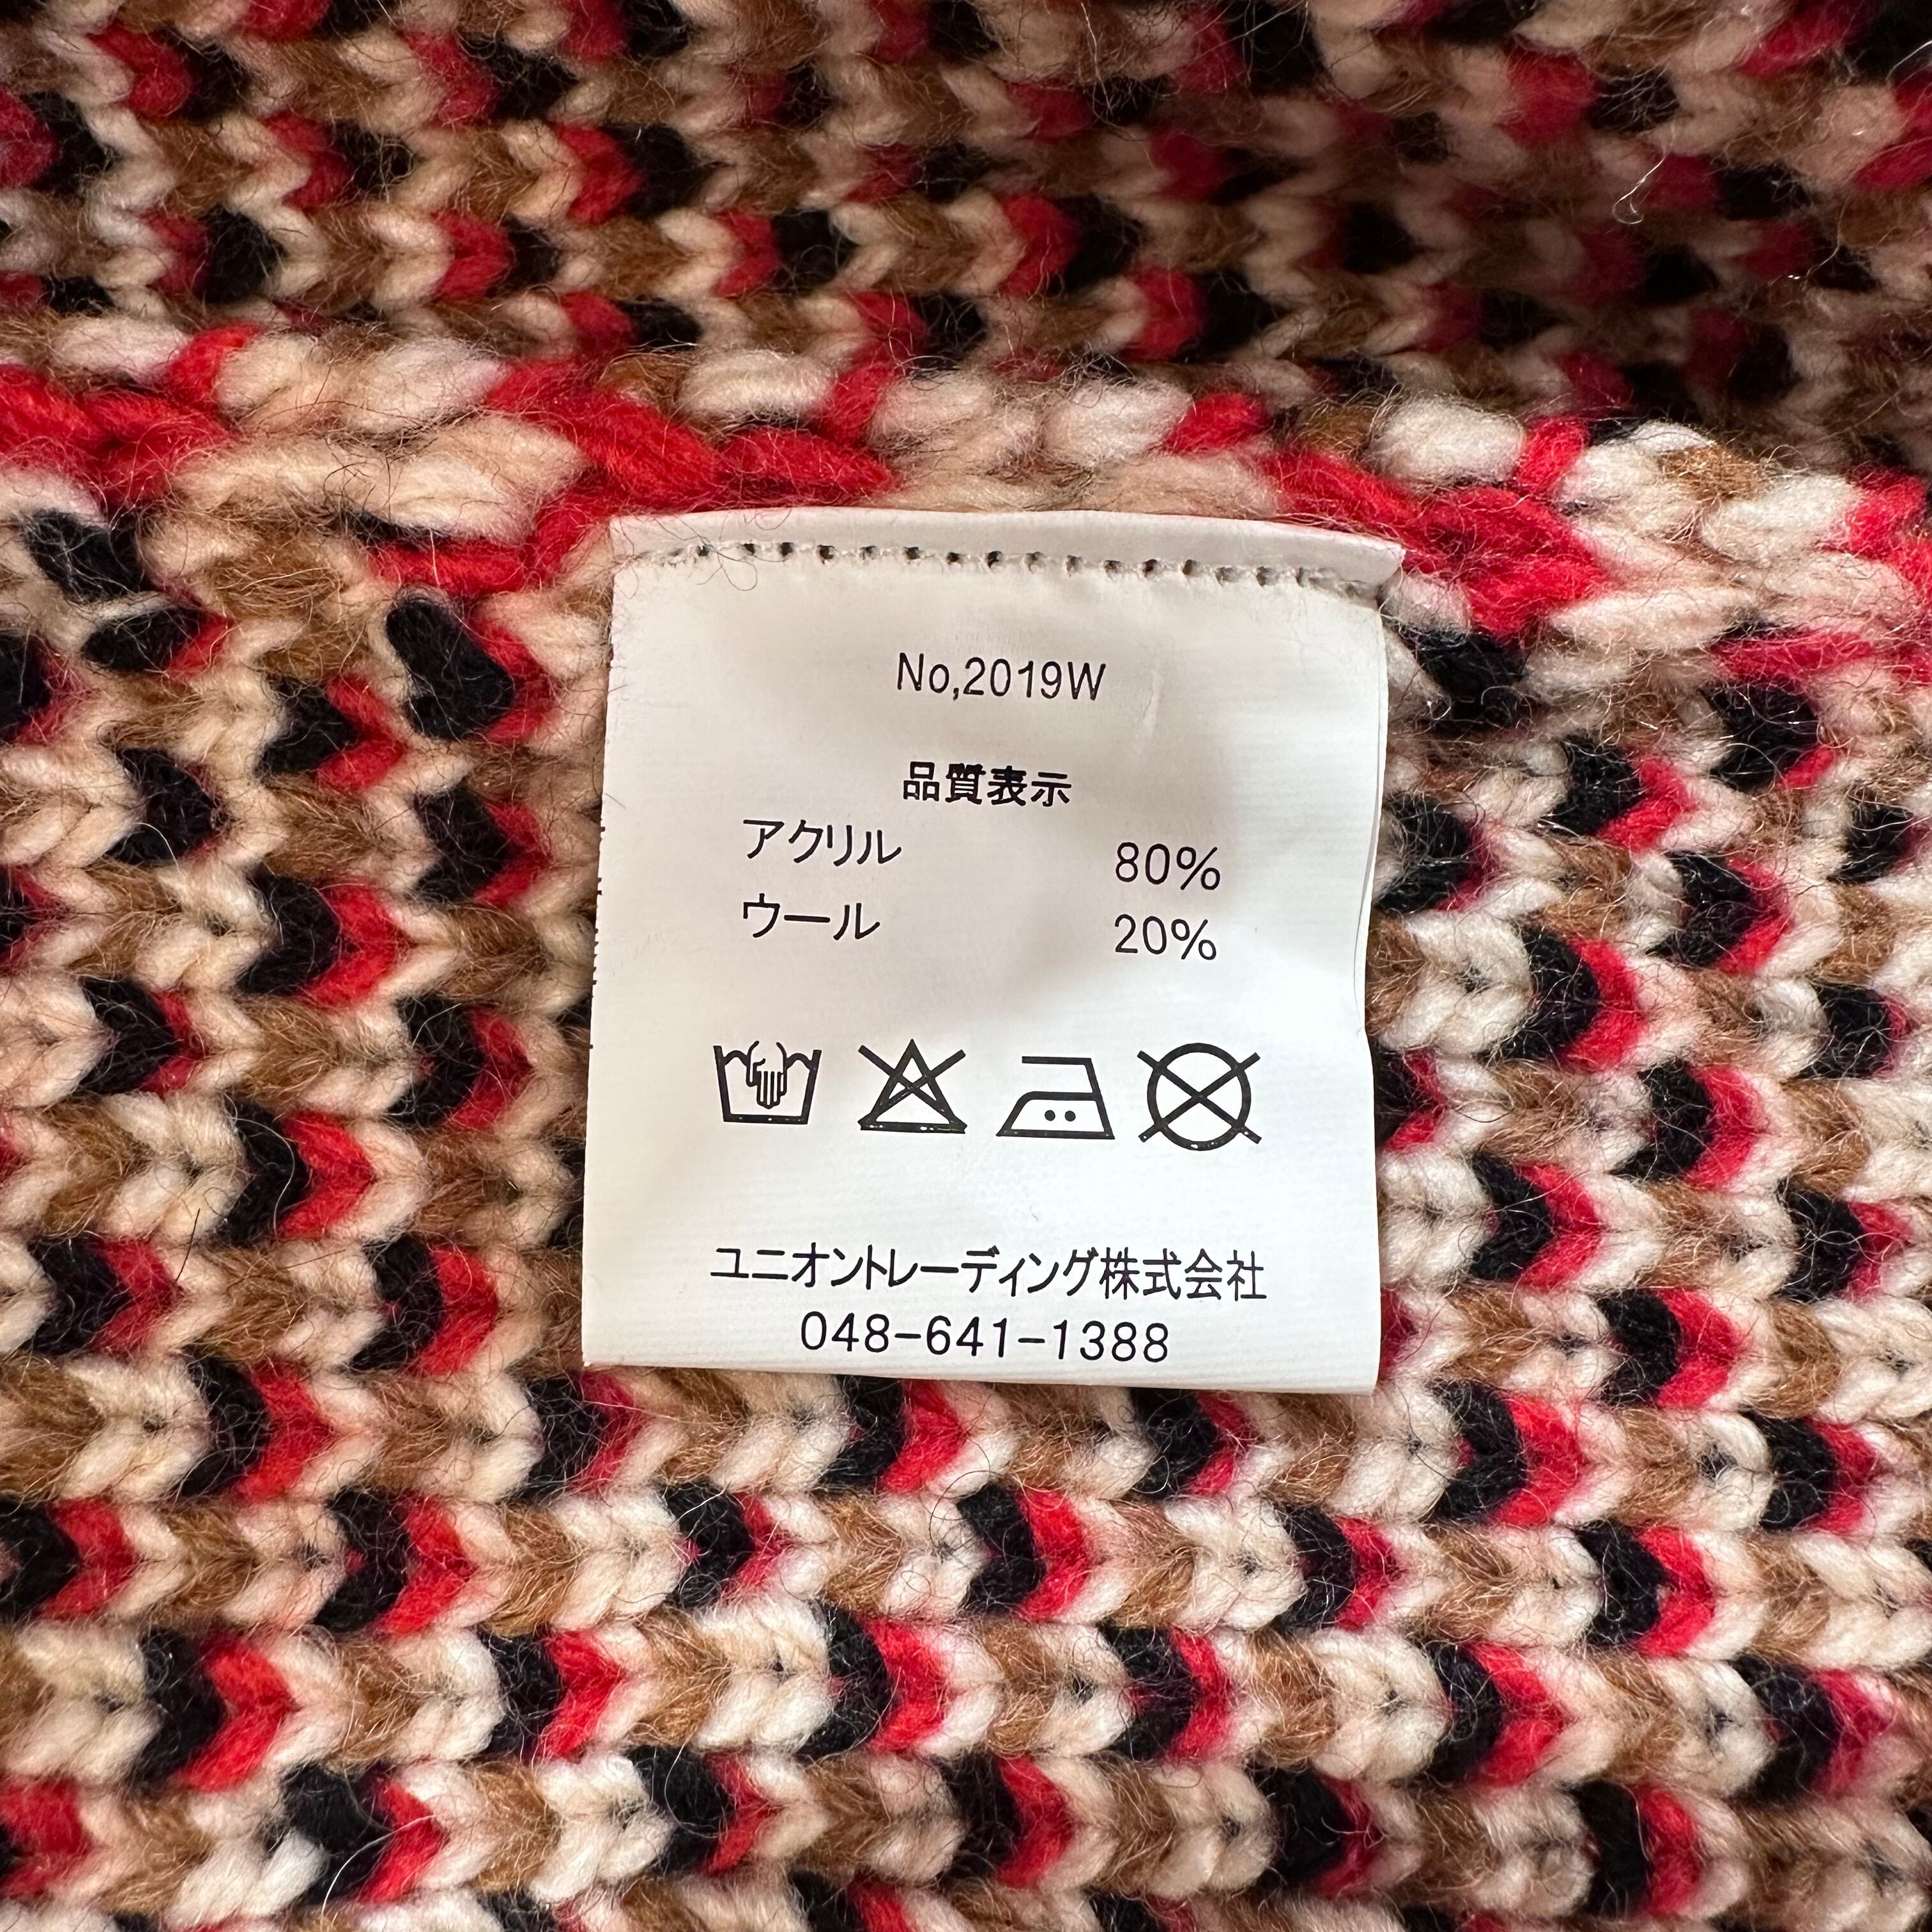 No,2019W
品質表示
アクリル 80%
ウール 20%
ユニオントレーディング株式会社
048-641-1388